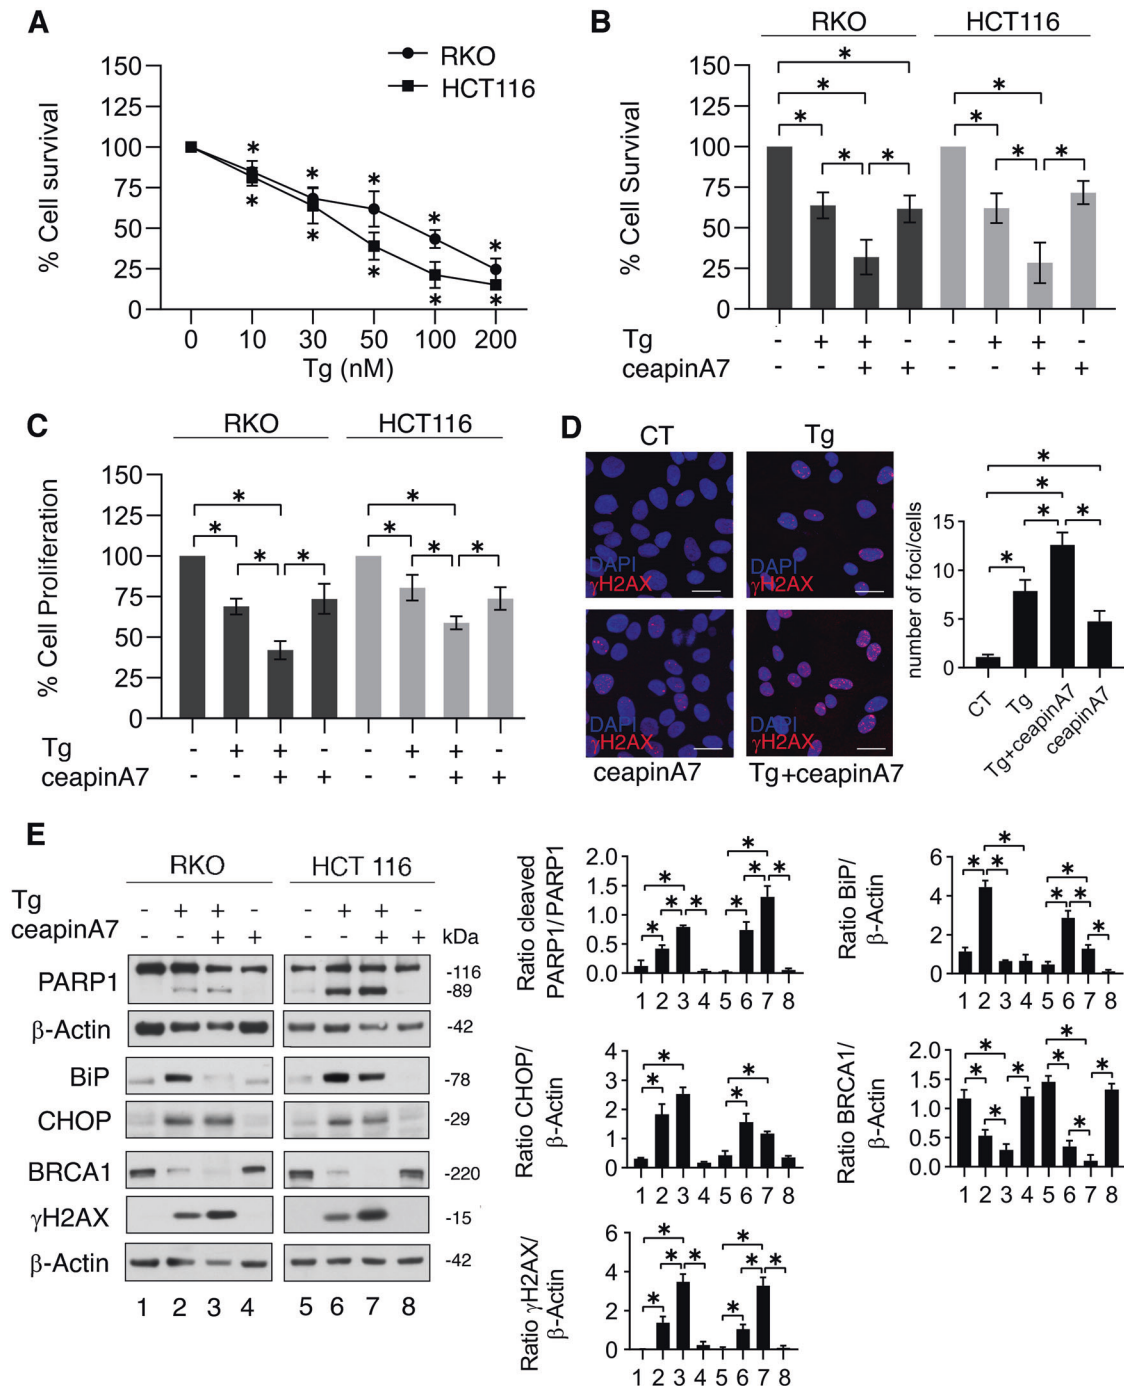 A
RKO
HCT116
% Cell survival
150
125
100
75
50
25
0
* * * * *
* * * * *
0 10 30 50 100 200
Tg (nM)
B
RKO HCT116
% Cell Survival
150
125
100
75
50
25
0
*
* *
* *
* * * *
Tg - + + - - + + -
ceapinA7 - - + + - - + +
C
RKO HCT116
% Cell Proliferation
150
125
100
75
50
25
0
* *
* *
* * * *
Tg - + + - - + + -
ceapinA7 - - + + - - + +
D
CT Tg
DAPI
γH2AX
DAPI
γH2AX
DAPI
γH2AX
DAPI
γH2AX
ceapinA7 Tg+ceapinA7
number of foci/cells
15
10
5
0
*
*
* *
*
CT
Tg
Tg+ceapinA7
ceapinA7
E
RKO HCT 116
Tg - + + - - + + -
ceapinA7 - - + + - - + + kDa
PARP1 -116
-89
β-Actin -42
BiP -78
CHOP -29
BRCA1 -220
γH2AX -15
β-Actin -42
1 2 3 4 5 6 7 8
Ratio cleaved
PARP1/PARP1
2.0
1.5
1.0
0.5
0.0
*
* * *
* * *
*
1 2 3 4 5 6 7 8
Ratio BiP/
β-Actin
6
4
2
0
*
* * *
* *
*
1 2 3 4 5 6 7 8
Ratio CHOP/
β-Actin
4
3
2
1
0
* *
* *
1 2 3 4 5 6 7 8
Ratio BRCA1/
β-Actin
2.0
1.5
1.0
0.5
0.0
* *
* * * *
* *
1 2 3 4 5 6 7 8
Ratio γH2AX/
β-Actin
6
4
2
0
* *
* * * *
* *
1 2 3 4 5 6 7 8